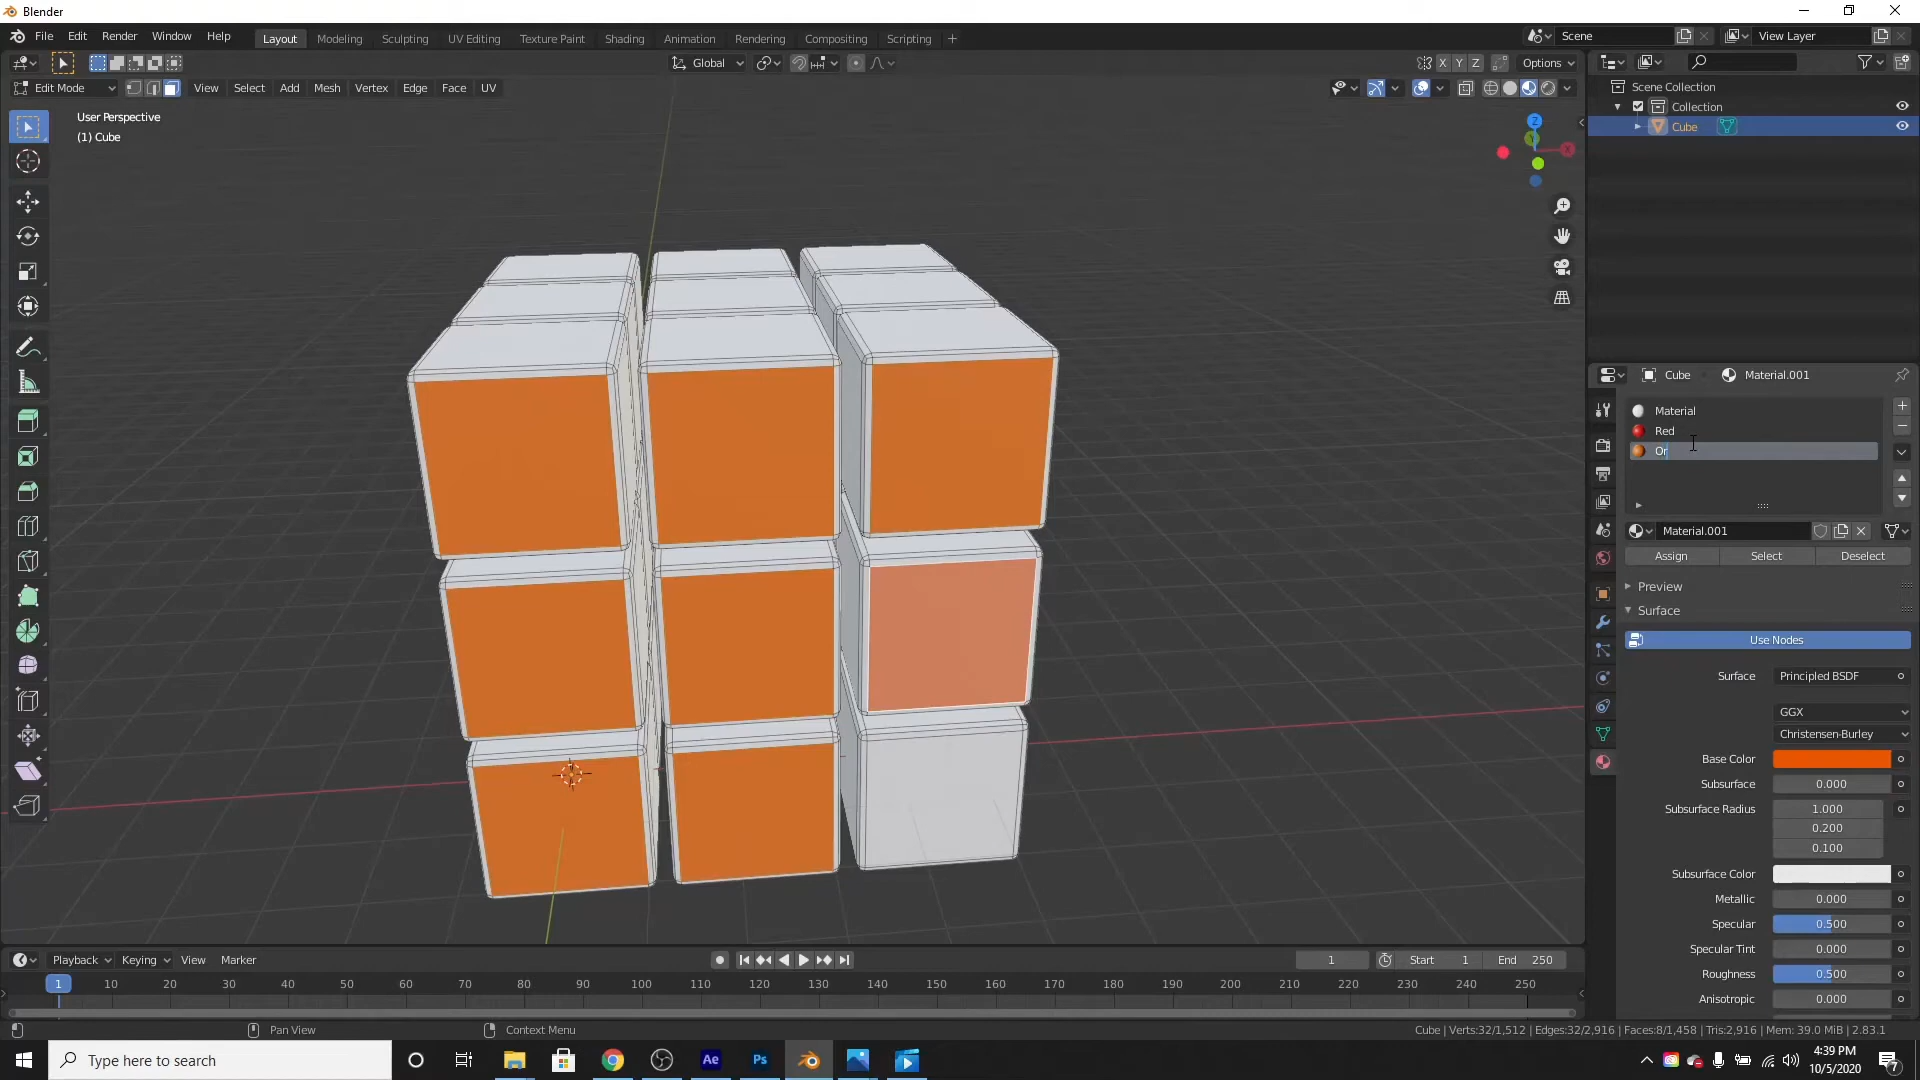 Blender
File Edit Render Window Help
Layout Modeling Sculpting UV Editing Texture Paint Shading Animation Rendering Compositing Scripting +
Scene
View Layer
Global
X Y Z
Options
Edit Mode
View Select Add Mesh Vertex Edge Face UV
User Perspective
(1) Cube
Z
X
Scene Collection
Collection
Cube
Cube
Material.001
Material
Red
Or
Material.001
Assign Select Deselect
Preview
Surface
Use Nodes
Surface Principled BSDF
GGX
Christensen-Burley
Base Color
Subsurface 0.000
Subsurface Radius 1.000
0.200
0.100
Subsurface Color
Metallic 0.000
Specular 0.500
Specular Tint 0.000
Roughness 0.500
Anisotropic 0.000
Playback Keying View Marker
1
Start 1
End 250
1 10 20 30 40 50 60 70 80 90 100 110 120 130 140 150 160 170 180 190 200 210 220 230 240 250
Pan View
Context Menu
Cube | Verts:32/1,512 | Edges:32/2,916 | Faces:8/1,458 | Tris:2,916 | Mem: 39.0 MiB | 2.83.1
Type here to search
Ae
Ps
4:39 PM
10/5/2020
7